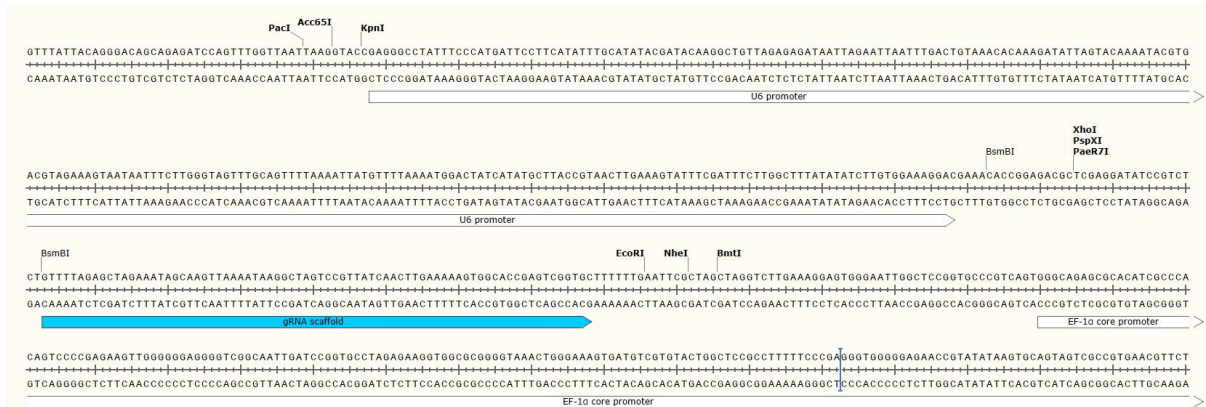 PacI
Acc65I
KpnI
GTTTATTACAGGGACAGCAGAGATCCAGTTTGGTTAATTAAGGTACCGAGGGCCTATTTCCCATGATTCCTTCATATTTGCATATACGATACAAGGCTGTTAGAGAGATAATTAGAATTAATTTGACTGTAAACACAAAGATATTAGTACAAAATACGTG
CAAATAATGTCCCTGTCGTCTCTAGGTCAAACCAATTAATTCCATGGCTCCCGGATAAAGGGTACTAAGGAAGTATAAACGTATATGCTATGTTCCGACAATCTCTCTATTAATCTTAATTAAACTGACATTTGTGTTTCTATAATCATGTTTTATGCAC
U6 promoter
BsmBI
XhoI
PspXI
PaeR7I
ACGTAGAAAGTAATAATTTCTTGGGTAGTTTGCAGTTTTAAAATTATGTTTTAAAATGGACTATCATATGCTTACCGTAACTTGAAAGTATTTCGATTTCTTGGCTTTATATATCTTGTGGAAAGGACGAAACACCGGAGACGCTCGAGGATATCCGTCT
TGCATCTTTCATTATTAAAGAACCCATCAAACGTCAAAATTTTAATACAAAATTTTACCTGATAGTATACGAATGGCATTGAACTTTCATAAAGCTAAAGAACCGAAATATATAGAACACCTTTCCTGCTTTGTGGCCTCTGCGAGCTCCTATAGGCAGA
U6 promoter
BsmBI
EcoRI
NheI
BmtI
CTGTTTTAGAGCTAGAAATAGCAAGTTAAAATAAGGCTAGTCCGTTATCAACTTGAAAAAGTGGCACCGAGTCGGTGCTTTTTTGAATTCGCTAGCTAGGTCTTGAAAGGAGTGGGAATTGGCTCCGGTGCCCGTCAGTGGGCAGAGCGCACATCGCCCA
GACAAAATCTCGATCTTTATCGTTCAATTTTATTCCGATCAGGCAATAGTTGAACTTTTTCACCGTGGCTCAGCCACGAAAAAACTTAAGCGATCGATCCAGAACTTTCCTCACCCTTAACCGAGGCCACGGGCAGTCACCCGTCTCGCGTGTAGCGGGT
gRNA scaffold
EF-1α core promoter
CAGTCCCCGAGAAGTTGGGGGGAGGGGTCGGCAATTGATCCGGTGCCTAGAGAAGGTGGCGCGGGGTAAACTGGGAAAGTGATGTCGTGTACTGGCTCCGCCTTTTTCCCGAGGGTGGGGGAGAACCGTATATAAGTGCAGTAGTCGCCGTGAACGTTCT
GTCAGGGGCTCTTCAACCCCCCTCCCCAGCCGTTAACTAGGCCACGGATCTCTTCCACCGCGCCCCATTTGACCCTTTCACTACAGCACATGACCGAGGCGGAAAAAGGGCTCCCACCCCCTCTTGGCATATATTCACGTCATCAGCGGCACTTGCAAGA
EF-1α core promoter